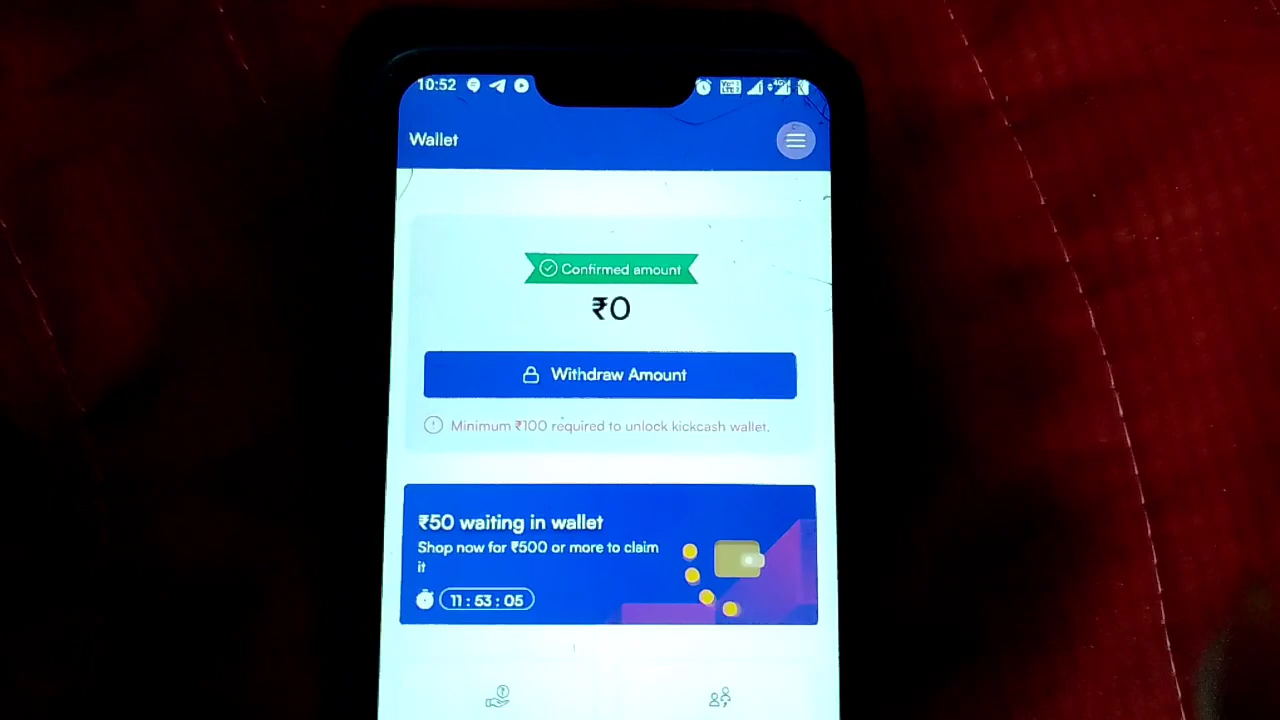 10:52
Wallet
Confirmed amount
₹0
Withdraw Amount
Minimum ₹100 required to unlock kickcash wallet.
₹50 waiting in wallet
Shop now for ₹500 or more to claim
it
11 : 53 : 05